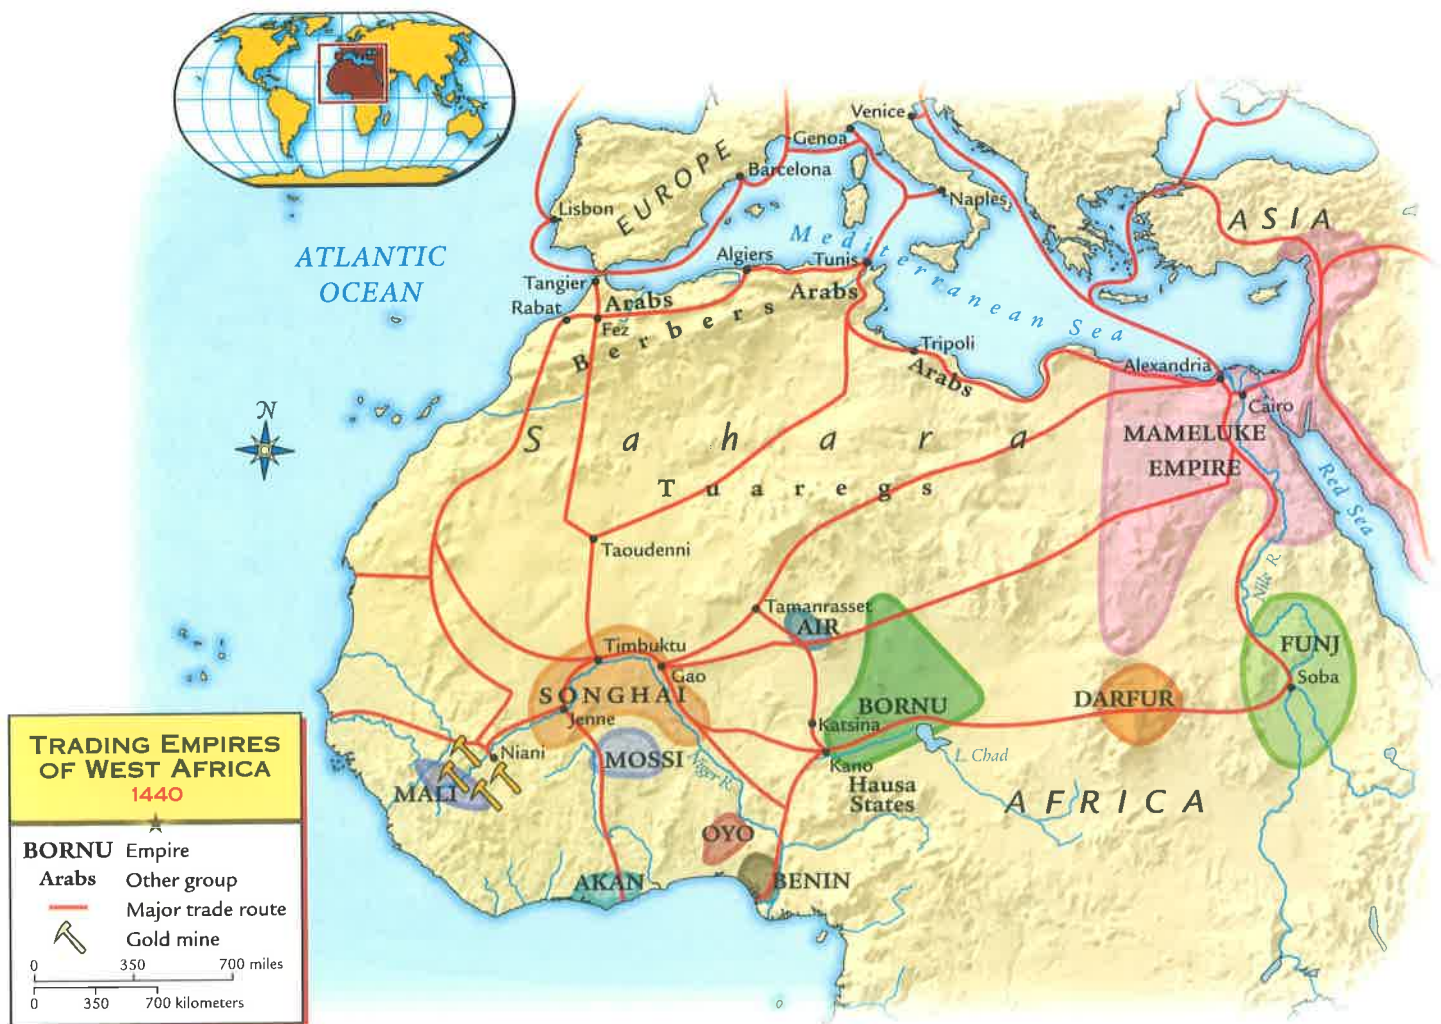 Venice
Genoa
EUROPE
Barcelona
Lisbon
Naples
ASIA
ATLANTIC
OCEAN
Mediterranean Sea
Algiers
Tunis
Tangier
Rabat
Arabs
Arabs
Fez
Berbers
Tripoli
Arabs
Alexandria
Cairo
N
Sahara
MAMELUKE
EMPIRE
Red Sea
Tuaregs
Taoudenni
Nile R.
Tamanrasset
AIR
Timbuktu
Gao
FUNJ
Soba
SONGHAI
Jenne
BORNU
DARFUR
Katsina
Niani
MOSSI
Niger R.
Kano
L. Chad
Hausa
States
MALI
AFRICA
OYO
AKAN
BENIN
TRADING EMPIRES
OF WEST AFRICA
1440
BORNU Empire
Arabs Other group
Major trade route
Gold mine
0 350 700 miles
0 350 700 kilometers